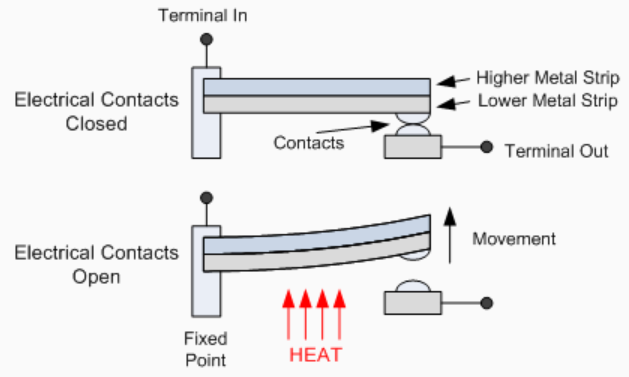 Terminal In
Electrical Contacts
Closed
Higher Metal Strip
Lower Metal Strip
Contacts
Terminal Out
Electrical Contacts
Open
Movement
Fixed
Point
HEAT